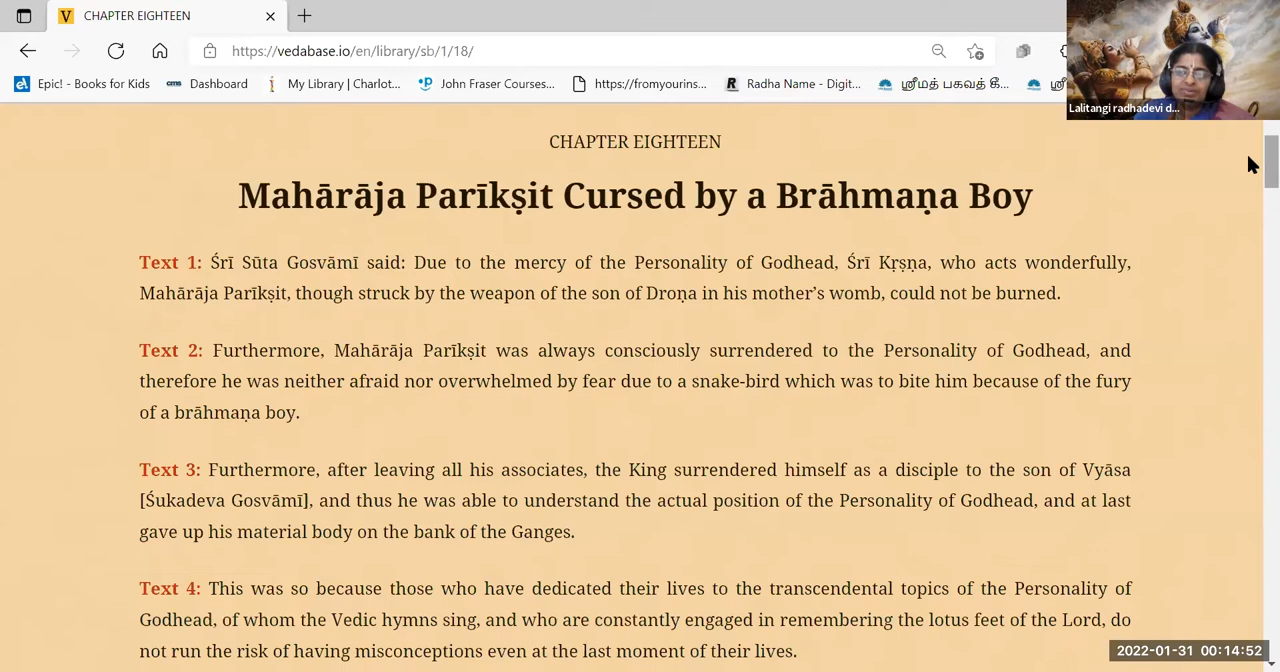 CHAPTER EIGHTEEN
https://vedabase.io/en/library/sb/1/18/
Epic! - Books for Kids
cms Dashboard
My Library (Charlot...
John Fraser Courses...
https://fromyourins...
Radha Name - Digit...
ஸ்ரீமத் பகவத் கீ...
Lalitangi radhadevi d...
CHAPTER EIGHTEEN
Mahārāja Parīkṣit Cursed by a Brāhmaṇa Boy
Text 1: Śrī Sūta Gosvāmī said: Due to the mercy of the Personality of Godhead, Śrī Kṛṣṇa, who acts wonderfully,
Mahārāja Parīkṣit, though struck by the weapon of the son of Droṇa in his mother’s womb, could not be burned.
Text 2: Furthermore, Mahārāja Parīkṣit was always consciously surrendered to the Personality of Godhead, and
therefore he was neither afraid nor overwhelmed by fear due to a snake-bird which was to bite him because of the fury
of a brāhmaṇa boy.
Text 3: Furthermore, after leaving all his associates, the King surrendered himself as a disciple to the son of Vyāsa
[Śukadeva Gosvāmī], and thus he was able to understand the actual position of the Personality of Godhead, and at last
gave up his material body on the bank of the Ganges.
Text 4: This was so because those who have dedicated their lives to the transcendental topics of the Personality of
Godhead, of whom the Vedic hymns sing, and who are constantly engaged in remembering the lotus feet of the Lord, do
not run the risk of having misconceptions even at the last moment of their lives.
2022-01-31 00:14:52